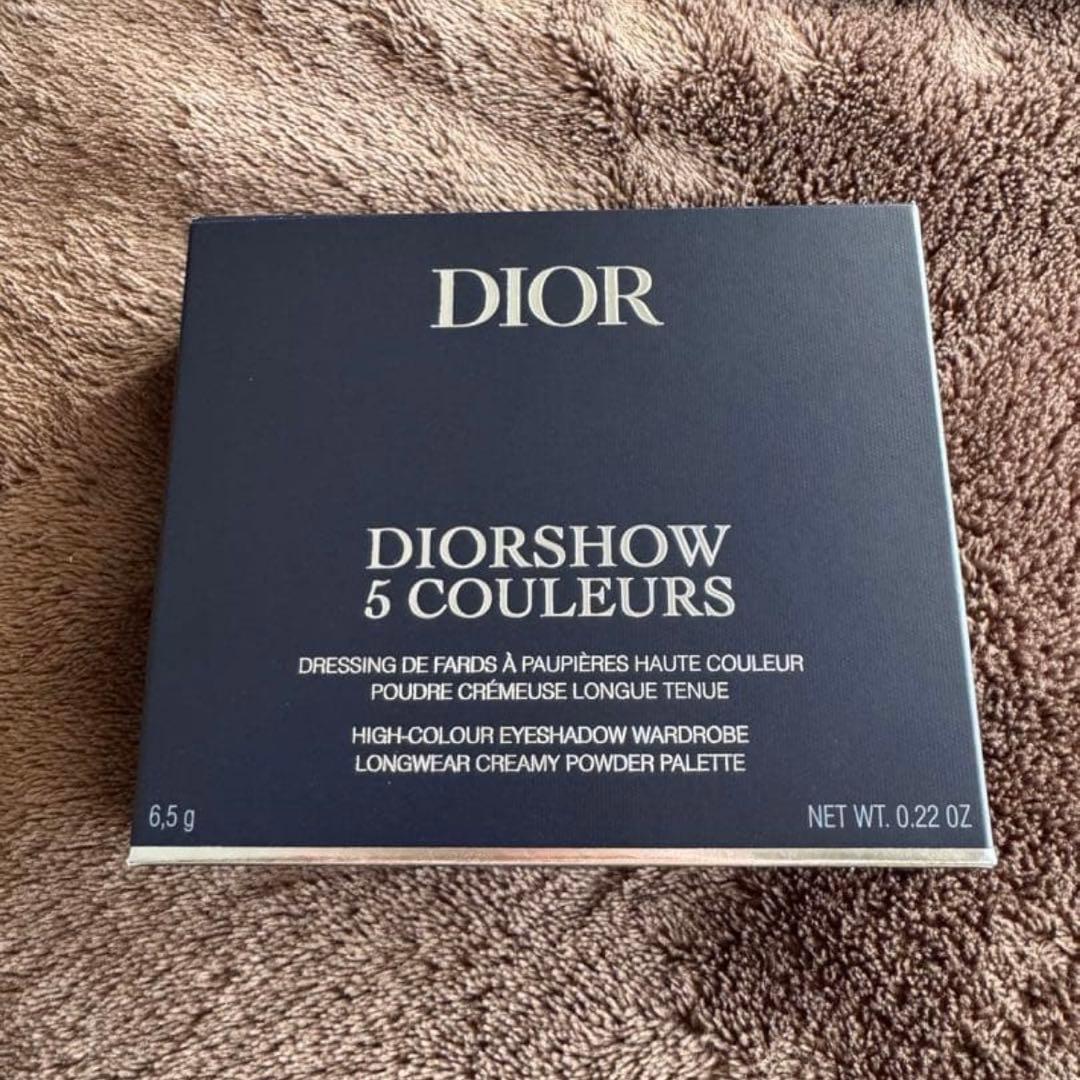 DIOR
DIORSHOW
5 COULEURS
DRESSING DE FARDS À PAUPIÈRES HAUTE COULEUR
POUDRE CRÉMEUSE LONGUE TENUE
HIGH-COLOUR EYESHADOW WARDROBE
LONGWEAR CREAMY POWDER PALETTE
6,5 g
NET WT. 0.22 OZ